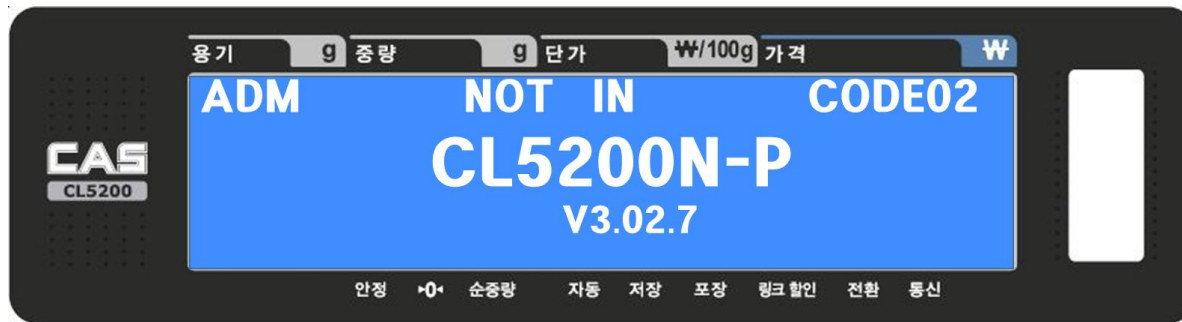 용기 g 중량 g 단가 ₩/100g 가격 ₩
ADM NOT IN CODE02
CAS
CL5200
CL5200N-P
V3.02.7
안정 ▸0◂ 순중량 자동 저장 포장 링크 할인 전환 통신